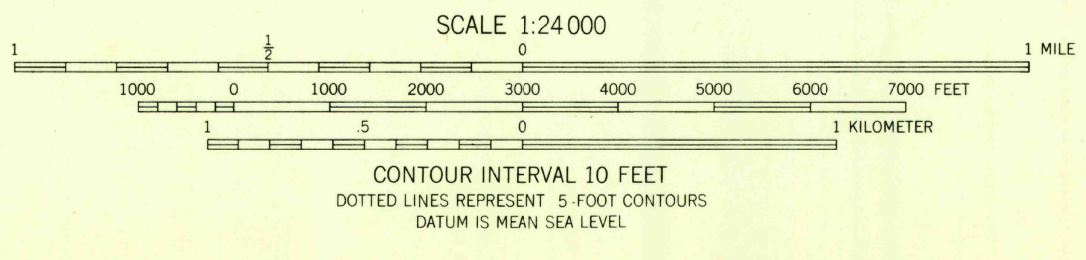 SCALE 1:24 000
1 1/2 0 1 MILE
1000 0 1000 2000 3000 4000 5000 6000 7000 FEET
1 .5 0 1 KILOMETER
CONTOUR INTERVAL 10 FEET
DOTTED LINES REPRESENT 5-FOOT CONTOURS
DATUM IS MEAN SEA LEVEL